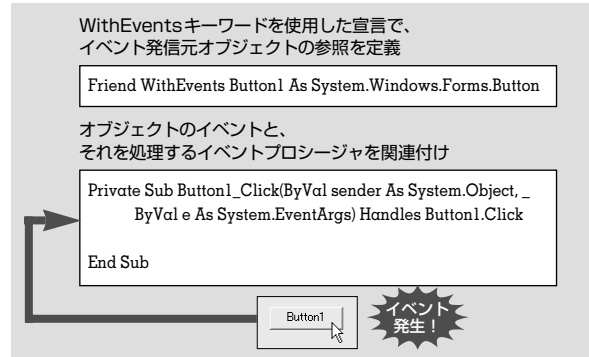 WithEventsキーワードを使用した宣言で、
イベント発信元オブジェクトの参照を定義
Friend WithEvents Button1 As System.Windows.Forms.Button
オブジェクトのイベントと、
それを処理するイベントプロシージャを関連付け
Private Sub Button1_Click(ByVal sender As System.Object, _
ByVal e As System.EventArgs) Handles Button1.Click
End Sub
Button1
イベント
発生！